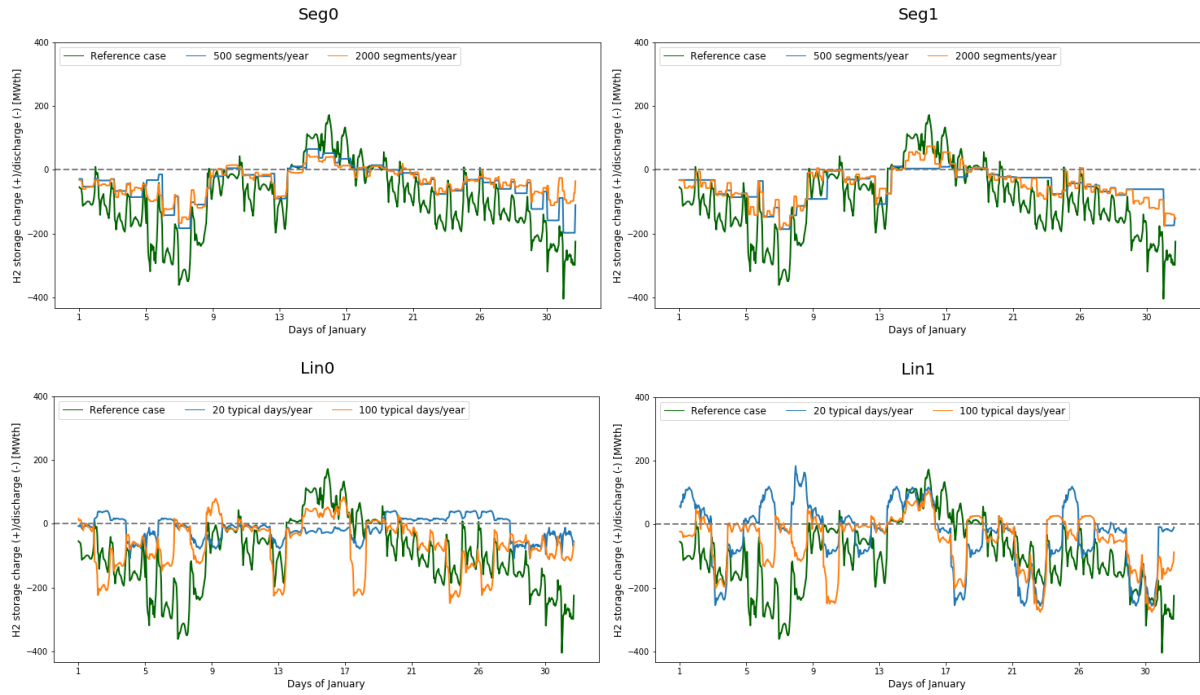 Seg0
Reference case 500 segments/year 2000 segments/year
H2 storage charge (+)/discharge (-) [MWth]
400
200
0
−200
−400
1 5 9 13 17 21 26 30
Days of January
Seg1
Reference case 500 segments/year 2000 segments/year
H2 storage charge (+)/discharge (-) [MWth]
400
200
0
−200
−400
1 5 9 13 17 21 26 30
Days of January
Lin0
Reference case 20 typical days/year 100 typical days/year
H2 storage charge (+)/discharge (-) [MWth]
400
200
0
−200
−400
1 5 9 13 17 21 26 30
Days of January
Lin1
Reference case 20 typical days/year 100 typical days/year
H2 storage charge (+)/discharge (-) [MWth]
400
200
0
−200
−400
1 5 9 13 17 21 26 30
Days of January